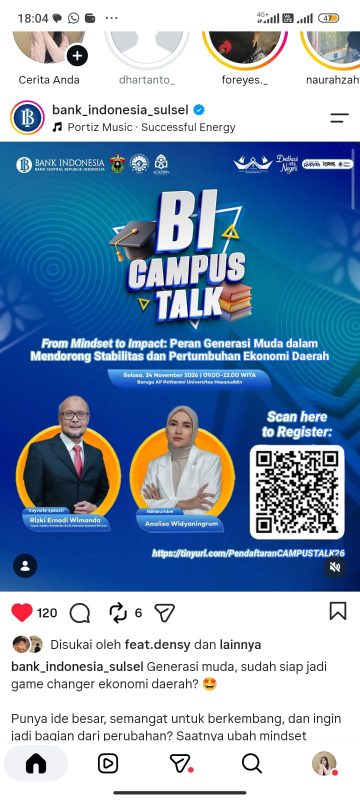 18:04
4G+
47
Cerita Anda
dhartanto_
foreyes._
naurahzah
bank_indonesia_sulsel
Portiz Music · Successful Energy
BANK INDONESIA
BANK SENTRAL REPUBLIK INDONESIA
Dedikasi
Negeri
BI
CAMPUS
TALK
From Mindset to Impact: Peran Generasi Muda dalam
Mendorong Stabilitas dan Pertumbuhan Ekonomi Daerah
Selasa, 24 November 2026 | 09.00-12.00 WITA
Baruga AP Pettarani Universitas Hasanuddin
Scan here
to Register:
Keynote Speech
Rizki Ernadi Wimanda
Narasumber
Analisa Widyaningrum
https://tinyurl.com/PendaftaranCAMPUSTALK26
120
6
Disukai oleh feat.densy dan lainnya
bank_indonesia_sulsel Generasi muda, sudah siap jadi
game changer ekonomi daerah? 🤩
Punya ide besar, semangat untuk berkembang, dan ingin
jadi bagian dari perubahan? Saatnya ubah mindset